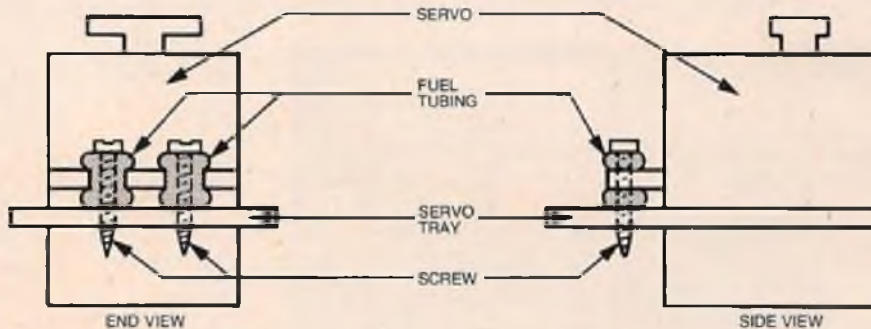 SERVO
FUEL
TUBING
SERVO
TRAY
SCREW
END VIEW
SIDE VIEW